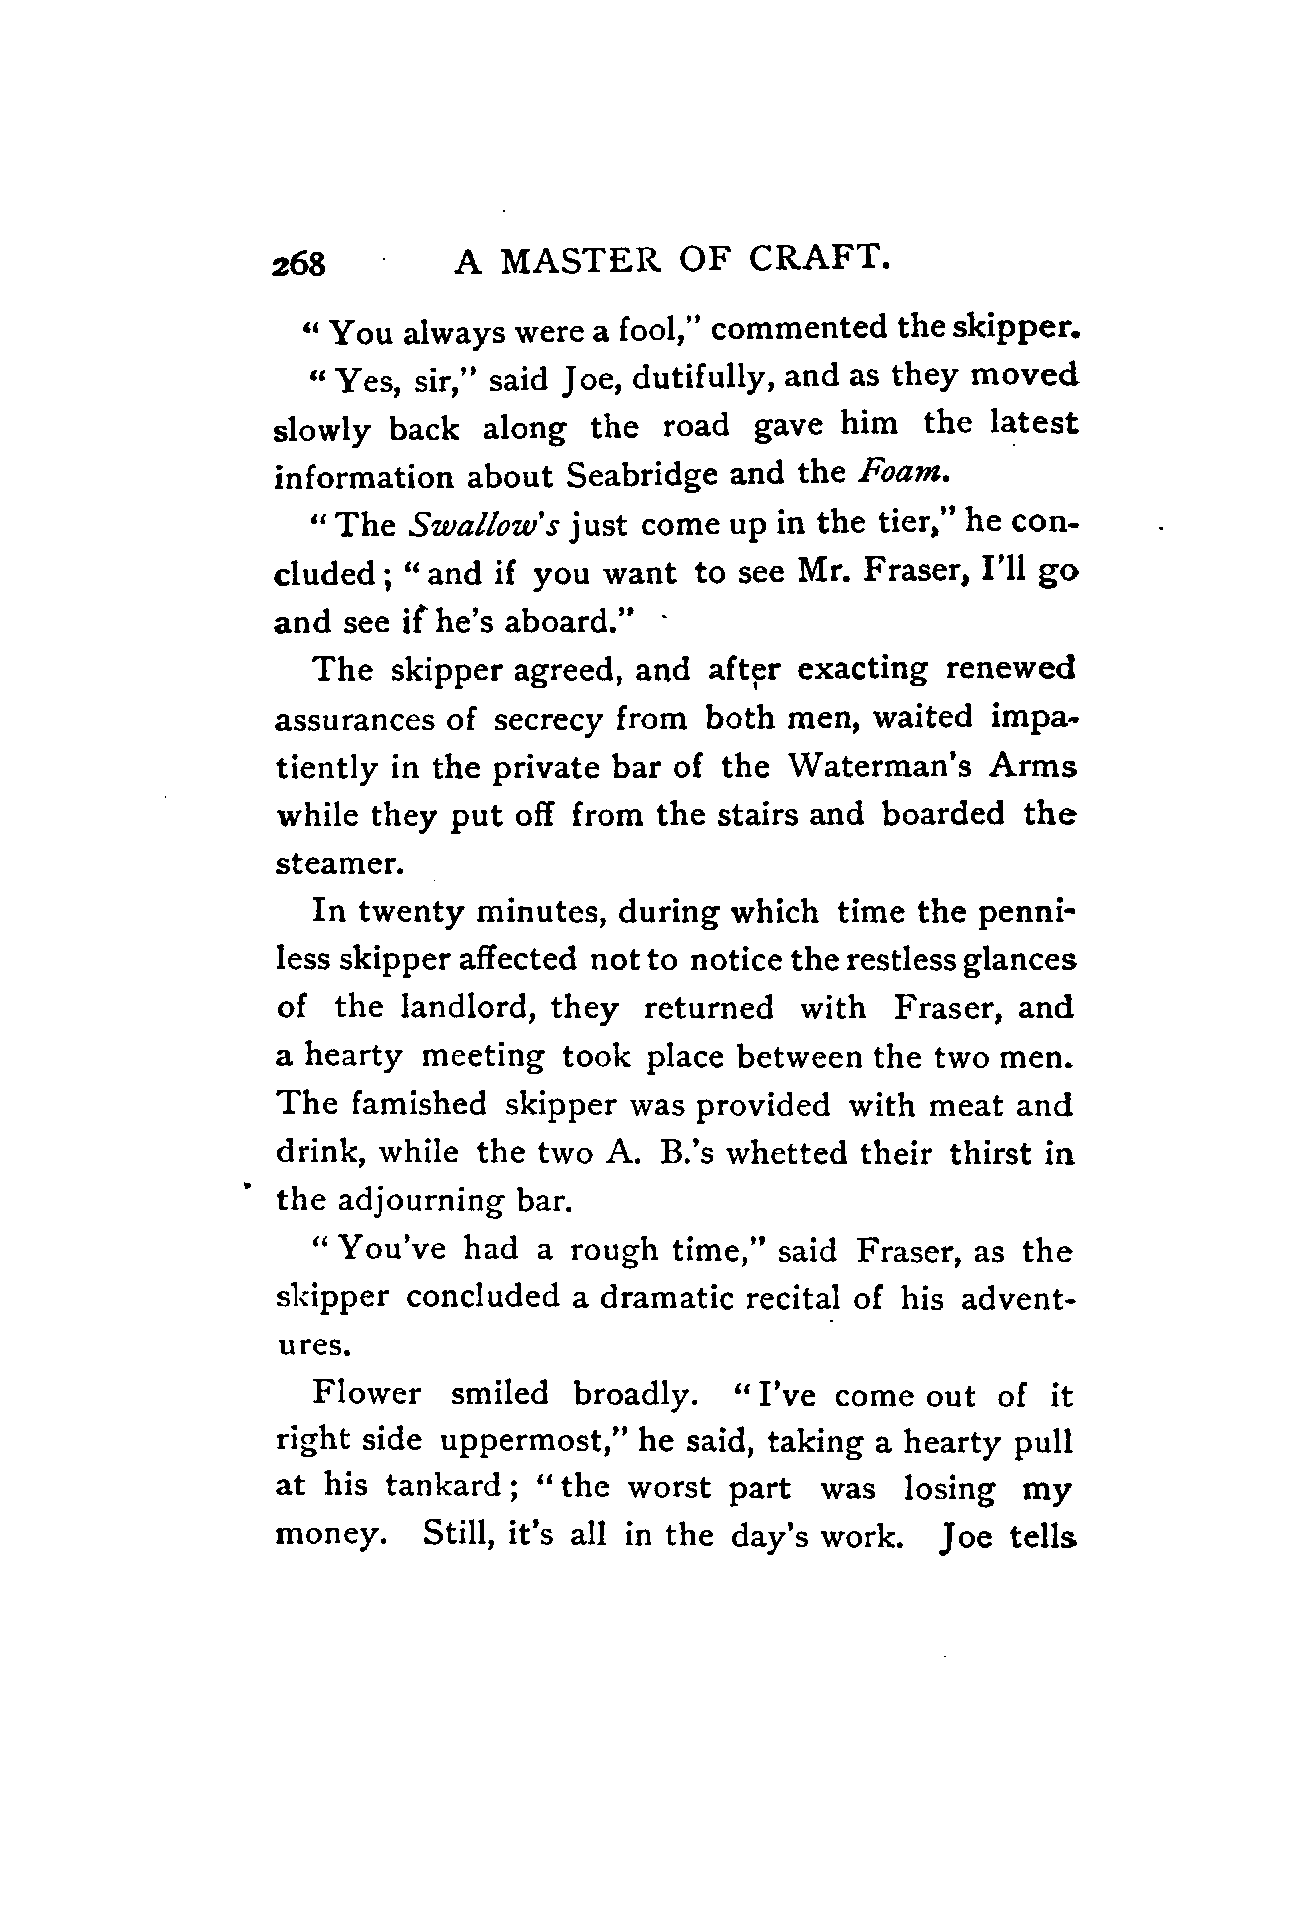 268 A MASTER OF CRAFT.
“ You always were a fool,” commented the skipper.
“ Yes, sir,” said Joe, dutifully, and as they moved
slowly back along the road gave him the latest
information about Seabridge and the Foam.
“ The Swallow's just come up in the tier,” he con-
cluded ; “ and if you want to see Mr. Fraser, I'll go
and see if he's aboard.”
The skipper agreed, and after exacting renewed
assurances of secrecy from both men, waited impa-
tiently in the private bar of the Waterman's Arms
while they put off from the stairs and boarded the
steamer.
In twenty minutes, during which time the penni-
less skipper affected not to notice the restless glances
of the landlord, they returned with Fraser, and
a hearty meeting took place between the two men.
The famished skipper was provided with meat and
drink, while the two A. B.'s whetted their thirst in
the adjourning bar.
“ You've had a rough time,” said Fraser, as the
skipper concluded a dramatic recital of his advent-
ures.
Flower smiled broadly. “ I've come out of it
right side uppermost,” he said, taking a hearty pull
at his tankard ; “ the worst part was losing my
money. Still, it's all in the day's work. Joe tells